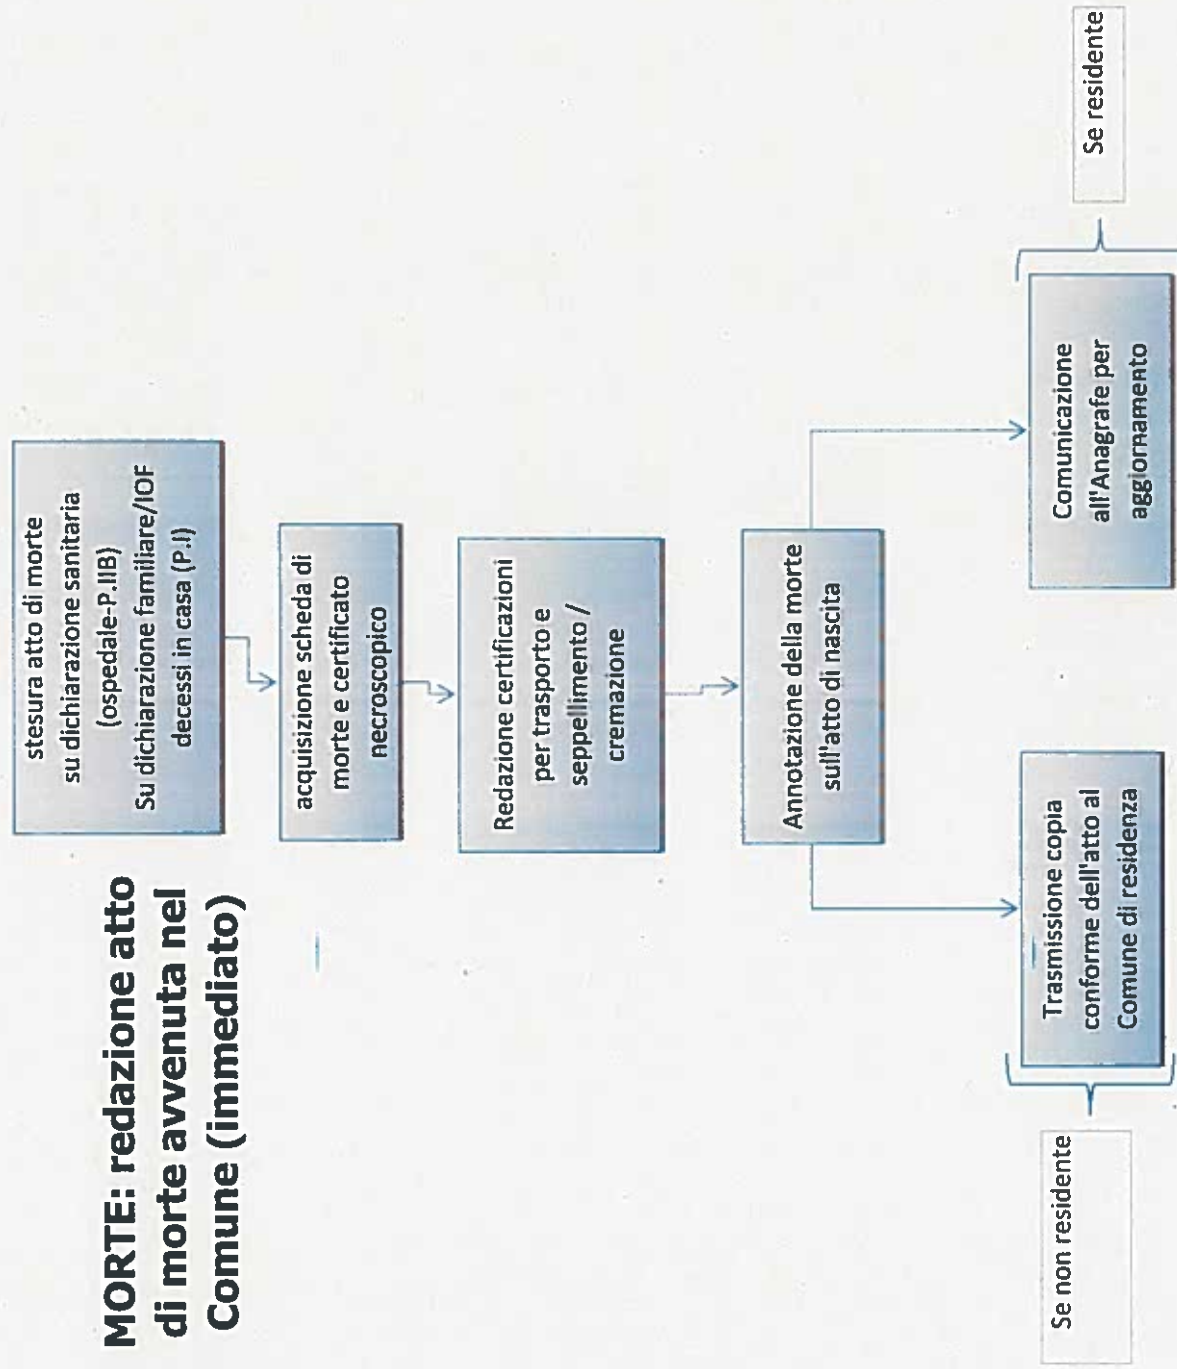 MORTE: redazione atto
di morte avvenuta nel
Comune (immediato)
stesura atto di morte
su dichiarazione sanitaria
(ospedale-P.IIB)
Su dichiarazione familiare/IOF
decessi in casa (P.I)
acquisizione scheda di
morte e certificato
necroscopico
Redazione certificazioni
per trasporto e
seppellimento /
cremazione
Annotazione della morte
sull'atto di nascita
Se non residente
Trasmissione copia
conforme dell'atto al
Comune di residenza
Comunicazione
all'Anagrafe per
aggiornamento
Se residente